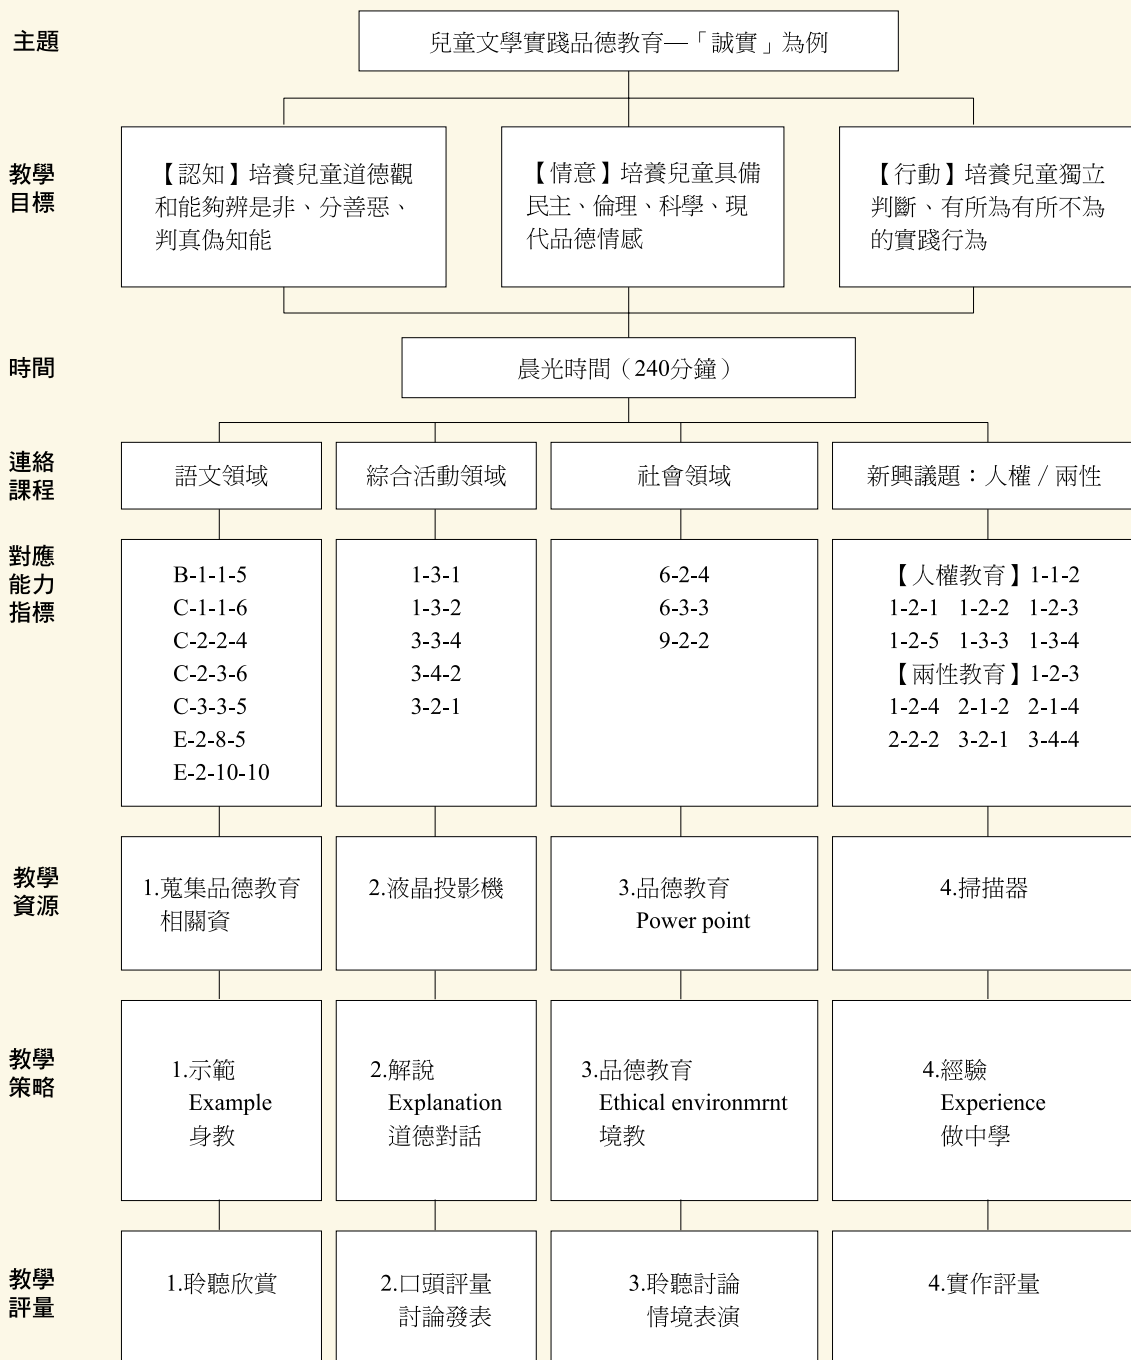 主題
兒童文學實踐品德教育—「誠實」為例
教學
目標
【認知】培養兒童道德觀
和能夠辨是非、分善惡、
判真偽知能
【情意】培養兒童具備
民主、倫理、科學、現
代品德情感
【行動】培養兒童獨立
判斷、有所為有所不為
的實踐行為
時間
晨光時間（240分鐘）
連絡
課程
語文領域
綜合活動領域
社會領域
新興議題：人權／兩性
對應
能力
指標
B-1-1-5
C-1-1-6
C-2-2-4
C-2-3-6
C-3-3-5
E-2-8-5
E-2-10-10
1-3-1
1-3-2
3-3-4
3-4-2
3-2-1
6-2-4
6-3-3
9-2-2
【人權教育】1-1-2
1-2-1 1-2-2 1-2-3
1-2-5 1-3-3 1-3-4
【兩性教育】1-2-3
1-2-4 2-1-2 2-1-4
2-2-2 3-2-1 3-4-4
教學
資源
1.蒐集品德教育
相關資
2.液晶投影機
3.品德教育
Power point
4.掃描器
教學
策略
1.示範
Example
身教
2.解說
Explanation
道德對話
3.品德教育
Ethical environmrnt
境教
4.經驗
Experience
做中學
教學
評量
1.聆聽欣賞
2.口頭評量
討論發表
3.聆聽討論
情境表演
4.實作評量